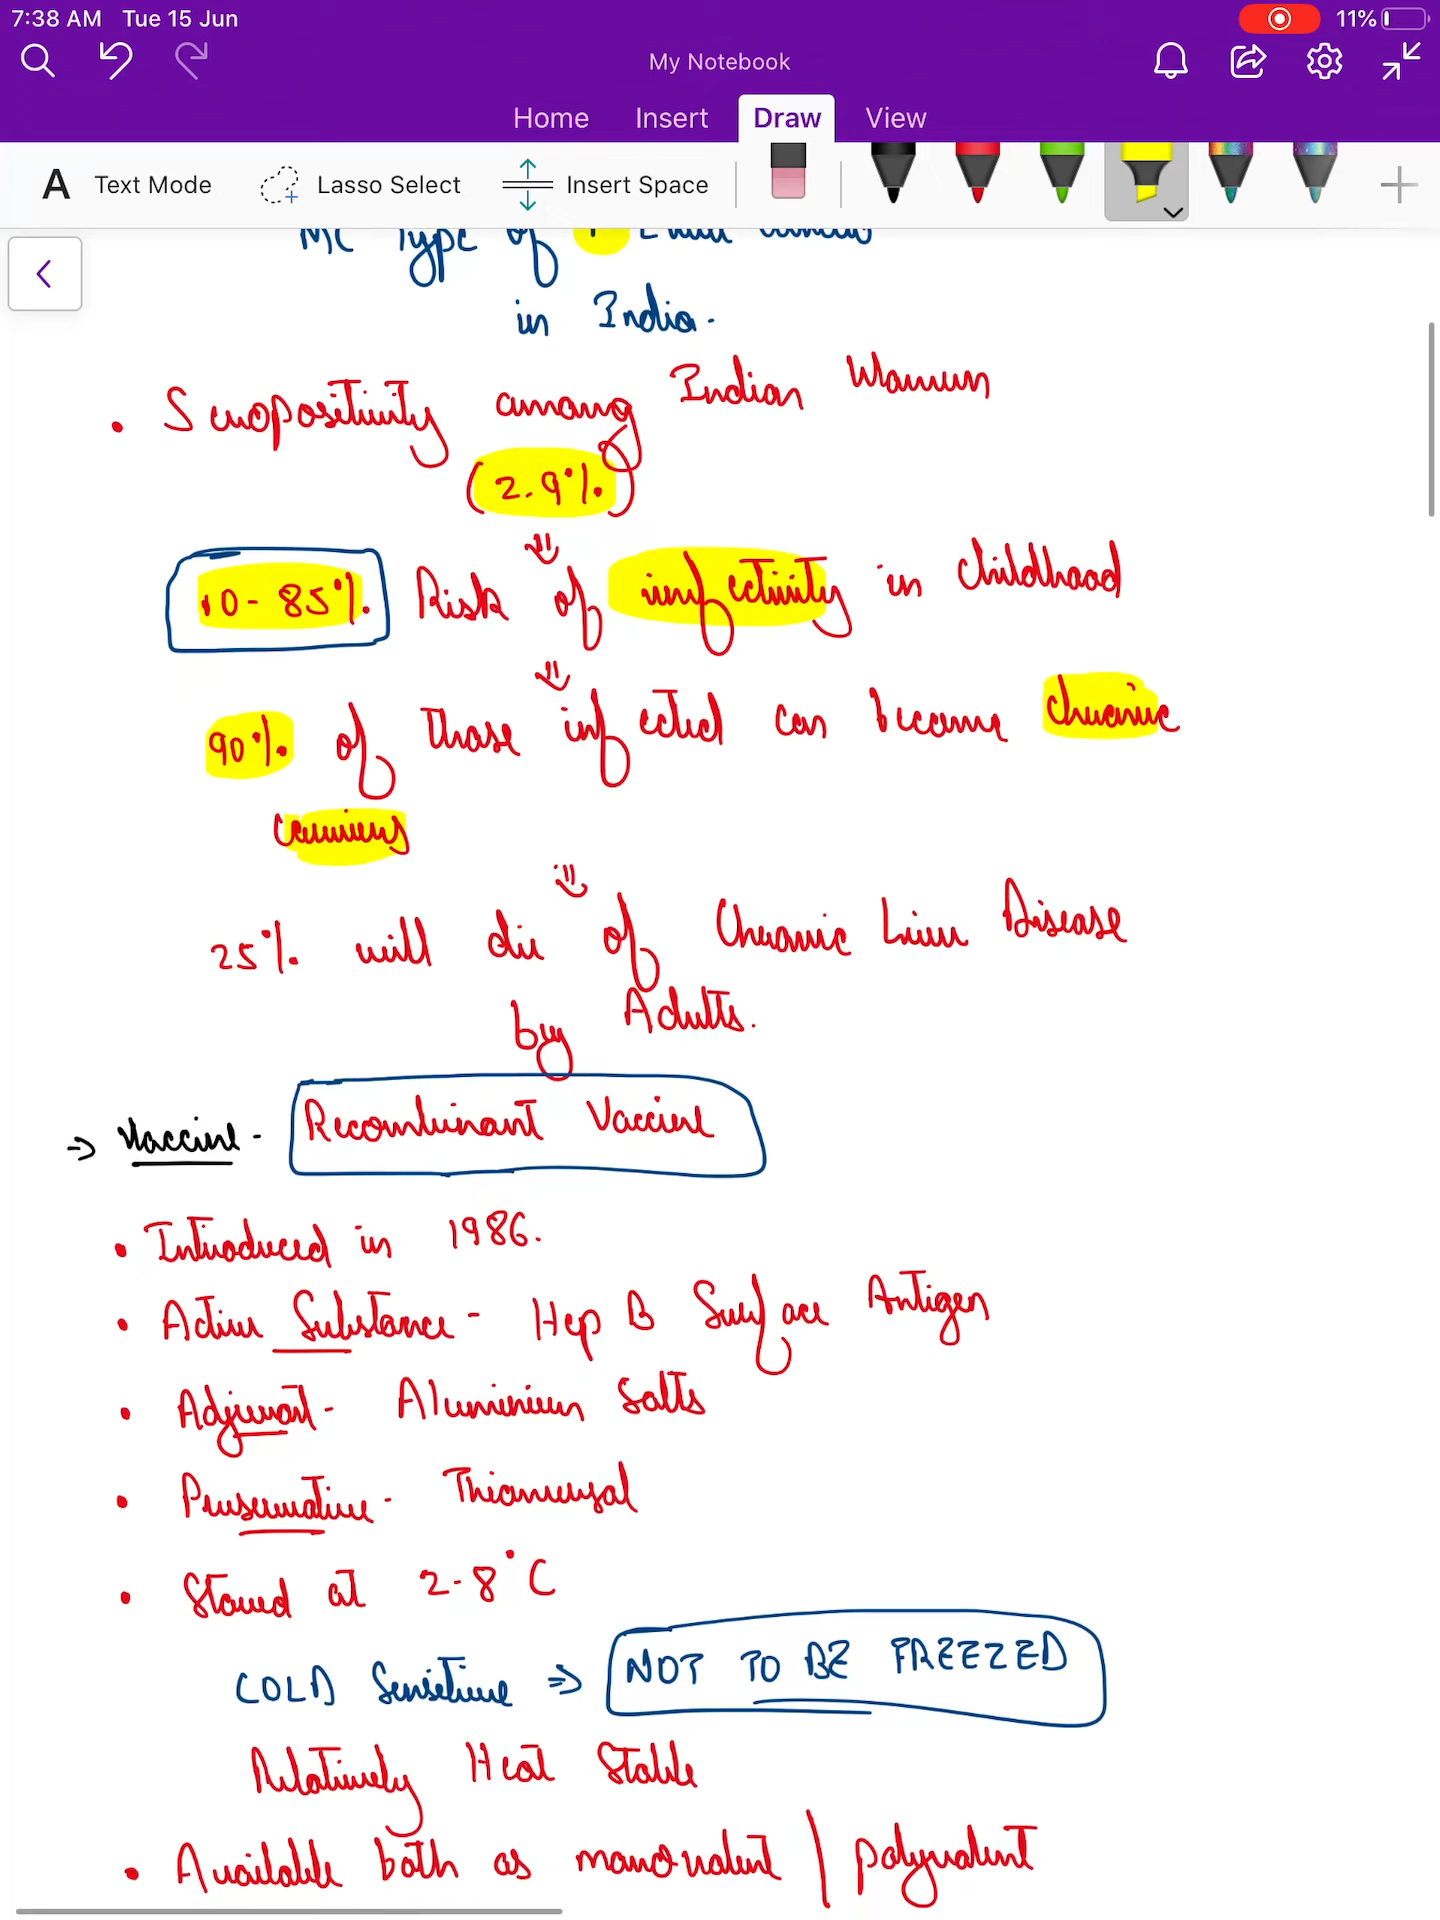 7:38 AM Tue 15 Jun 11%
My Notebook
Home Insert Draw View
A Text Mode Lasso Select Insert Space
MC Type of
in India.
• Seropositivity among Indian Women
(2.9%)
10-85% Risk of infectivity in Childhood
90% of those infected can become Chronic
Carriers
25% will die of Chronic Liver Disease
by Adults.
⇒ Vaccine - Recombinant Vaccine
• Introduced in 1986.
• Active Substance - Hep B Surface Antigen
• Adjuvant - Aluminium Salts
• Preservative - Thiomersal
• Stored at 2-8°C
COLD Sensitive ⇒ NOT TO BE FREEZED
Relatively Heat Stable
• Available both as monovalent / polyvalent